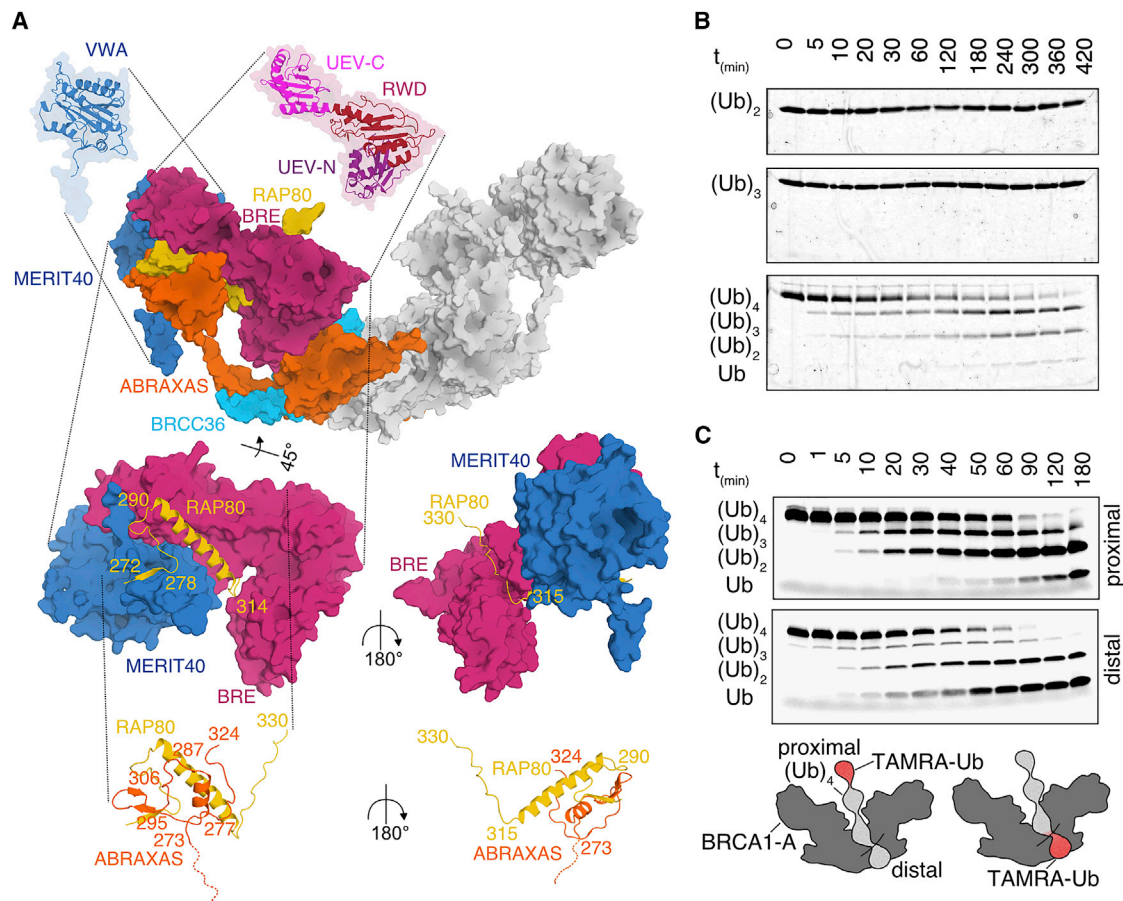 A
VWA
UEV-C
RWD
UEV-N
RAP80
BRE
MERIT40
ABRAXAS
BRCC36
45°
MERIT40
290
RAP80
RAP80
330
272
278
314
315
BRE
MERIT40
BRE
180°
RAP80
330
287
324
306
295
273
277
ABRAXAS
180°
330
324
290
RAP80
315
ABRAXAS
273
B
t(min) 0 5 10 20 30 60 120 180 240 300 360 420
(Ub)2
(Ub)3
(Ub)4
(Ub)3
(Ub)2
Ub
C
t(min) 0 1 5 10 20 30 40 50 60 90 120 180
(Ub)4
(Ub)3
(Ub)2
Ub
proximal
(Ub)4
(Ub)3
(Ub)2
Ub
distal
proximal
(Ub)4
TAMRA-Ub
BRCA1-A
distal
TAMRA-Ub